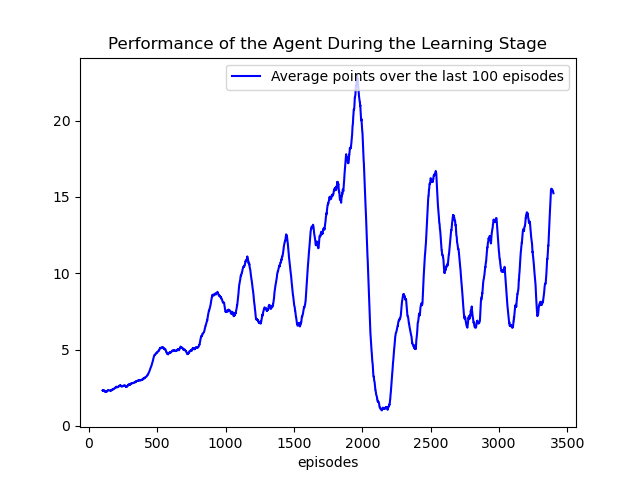 Performance of the Agent During the Learning Stage
Average points over the last 100 episodes
20
15
10
5
0
0 500 1000 1500 2000 2500 3000 3500
episodes